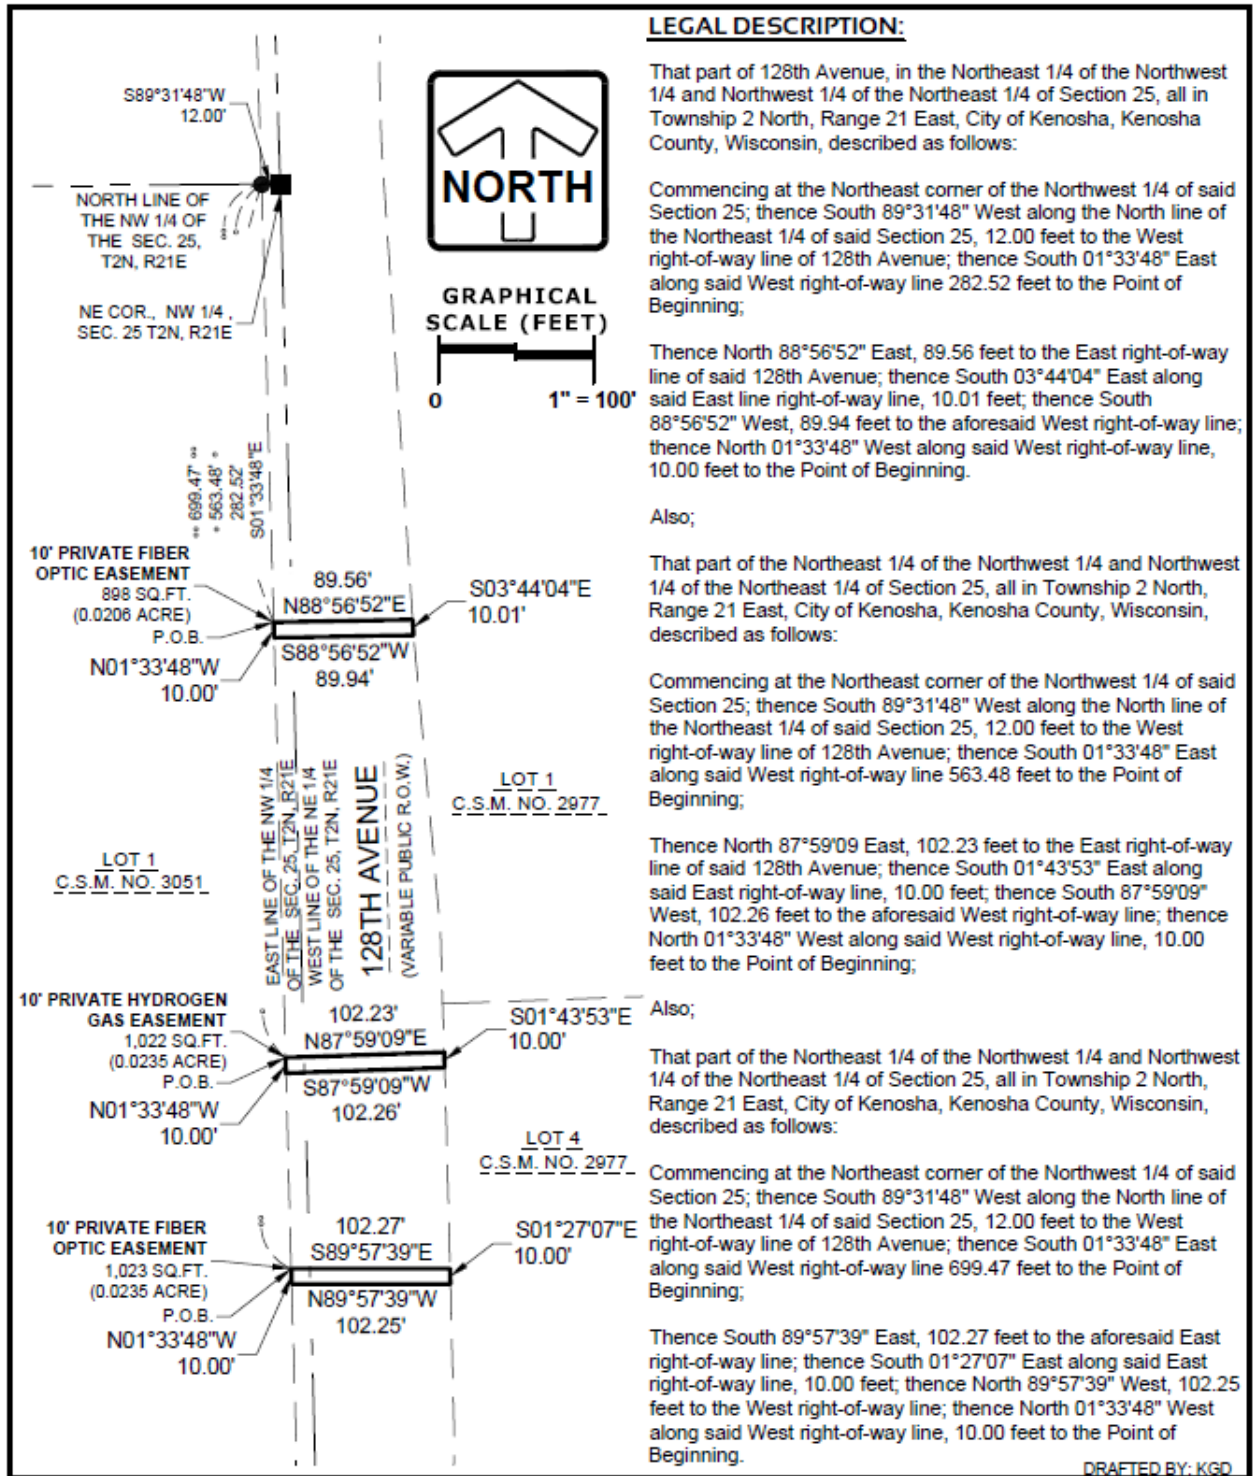 S89°31'48"W
12.00'
NORTH LINE OF
THE NW 1/4 OF
THE SEC. 25,
T2N, R21E
NE COR., NW 1/4 ,
SEC. 25 T2N, R21E
NORTH
GRAPHICAL
SCALE (FEET)
0 1" = 100'
°° 699.47' °°
° 563.48' °
282.52'
S01°33'48"E
10' PRIVATE FIBER
OPTIC EASEMENT
898 SQ.FT.
(0.0206 ACRE)
P.O.B.
N01°33'48"W
10.00'
89.56'
N88°56'52"E
S88°56'52"W
89.94'
S03°44'04"E
10.01'
EAST LINE OF THE NW 1/4
OF THE SEC. 25, T2N, R21E
WEST LINE OF THE NE 1/4
OF THE SEC. 25, T2N, R21E
128TH AVENUE
(VARIABLE PUBLIC R.O.W.)
LOT 1
C.S.M. NO. 2977
LOT 1
C.S.M. NO. 3051
10' PRIVATE HYDROGEN
GAS EASEMENT
1,022 SQ.FT.
(0.0235 ACRE)
P.O.B.
N01°33'48"W
10.00'
102.23'
N87°59'09"E
S87°59'09"W
102.26'
S01°43'53"E
10.00'
LOT 4
C.S.M. NO. 2977
10' PRIVATE FIBER
OPTIC EASEMENT
1,023 SQ.FT.
(0.0235 ACRE)
P.O.B.
N01°33'48"W
10.00'
102.27'
S89°57'39"E
N89°57'39"W
102.25'
S01°27'07"E
10.00'
LEGAL DESCRIPTION:
That part of 128th Avenue, in the Northeast 1/4 of the Northwest
1/4 and Northwest 1/4 of the Northeast 1/4 of Section 25, all in
Township 2 North, Range 21 East, City of Kenosha, Kenosha
County, Wisconsin, described as follows:
Commencing at the Northeast corner of the Northwest 1/4 of said
Section 25; thence South 89°31'48" West along the North line of
the Northeast 1/4 of said Section 25, 12.00 feet to the West
right-of-way line of 128th Avenue; thence South 01°33'48" East
along said West right-of-way line 282.52 feet to the Point of
Beginning;
Thence North 88°56'52" East, 89.56 feet to the East right-of-way
line of said 128th Avenue; thence South 03°44'04" East along
said East line right-of-way line, 10.01 feet; thence South
88°56'52" West, 89.94 feet to the aforesaid West right-of-way line;
thence North 01°33'48" West along said West right-of-way line,
10.00 feet to the Point of Beginning.
Also;
That part of the Northeast 1/4 of the Northwest 1/4 and Northwest
1/4 of the Northeast 1/4 of Section 25, all in Township 2 North,
Range 21 East, City of Kenosha, Kenosha County, Wisconsin,
described as follows:
Commencing at the Northeast corner of the Northwest 1/4 of said
Section 25; thence South 89°31'48" West along the North line of
the Northeast 1/4 of said Section 25, 12.00 feet to the West
right-of-way line of 128th Avenue; thence South 01°33'48" East
along said West right-of-way line 563.48 feet to the Point of
Beginning;
Thence North 87°59'09 East, 102.23 feet to the East right-of-way
line of said 128th Avenue; thence South 01°43'53" East along
said East right-of-way line, 10.00 feet; thence South 87°59'09"
West, 102.26 feet to the aforesaid West right-of-way line; thence
North 01°33'48" West along said West right-of-way line, 10.00
feet to the Point of Beginning;
Also;
That part of the Northeast 1/4 of the Northwest 1/4 and Northwest
1/4 of the Northeast 1/4 of Section 25, all in Township 2 North,
Range 21 East, City of Kenosha, Kenosha County, Wisconsin,
described as follows:
Commencing at the Northeast corner of the Northwest 1/4 of said
Section 25; thence South 89°31'48" West along the North line of
the Northeast 1/4 of said Section 25, 12.00 feet to the West
right-of-way line of 128th Avenue; thence South 01°33'48" East
along said West right-of-way line 699.47 feet to the Point of
Beginning;
Thence South 89°57'39" East, 102.27 feet to the aforesaid East
right-of-way line; thence South 01°27'07" East along said East
right-of-way line, 10.00 feet; thence North 89°57'39" West, 102.25
feet to the West right-of-way line; thence North 01°33'48" West
along said West right-of-way line, 10.00 feet to the Point of
Beginning.
DRAFTED BY: KGD